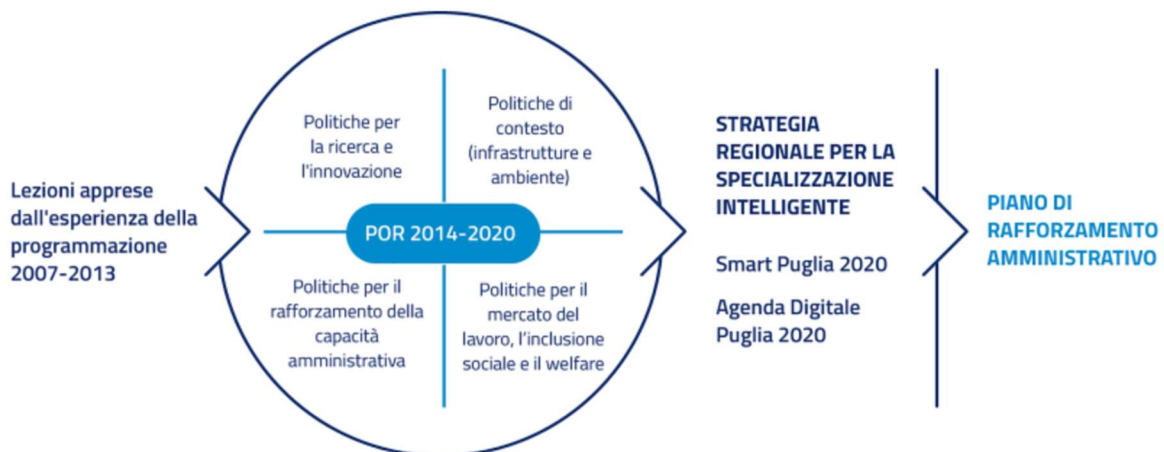 Lezioni apprese
dall'esperienza della
programmazione
2007-2013
Politiche per
la ricerca e
l'innovazione
Politiche di
contesto
(infrastrutture e
ambiente)
POR 2014-2020
Politiche per il
rafforzamento della
capacità
amministrativa
Politiche per il
mercato del
lavoro, l'inclusione
sociale e il welfare
STRATEGIA
REGIONALE PER LA
SPECIALIZZAZIONE
INTELLIGENTE
Smart Puglia 2020
Agenda Digitale
Puglia 2020
PIANO DI
RAFFORZAMENTO
AMMINISTRATIVO